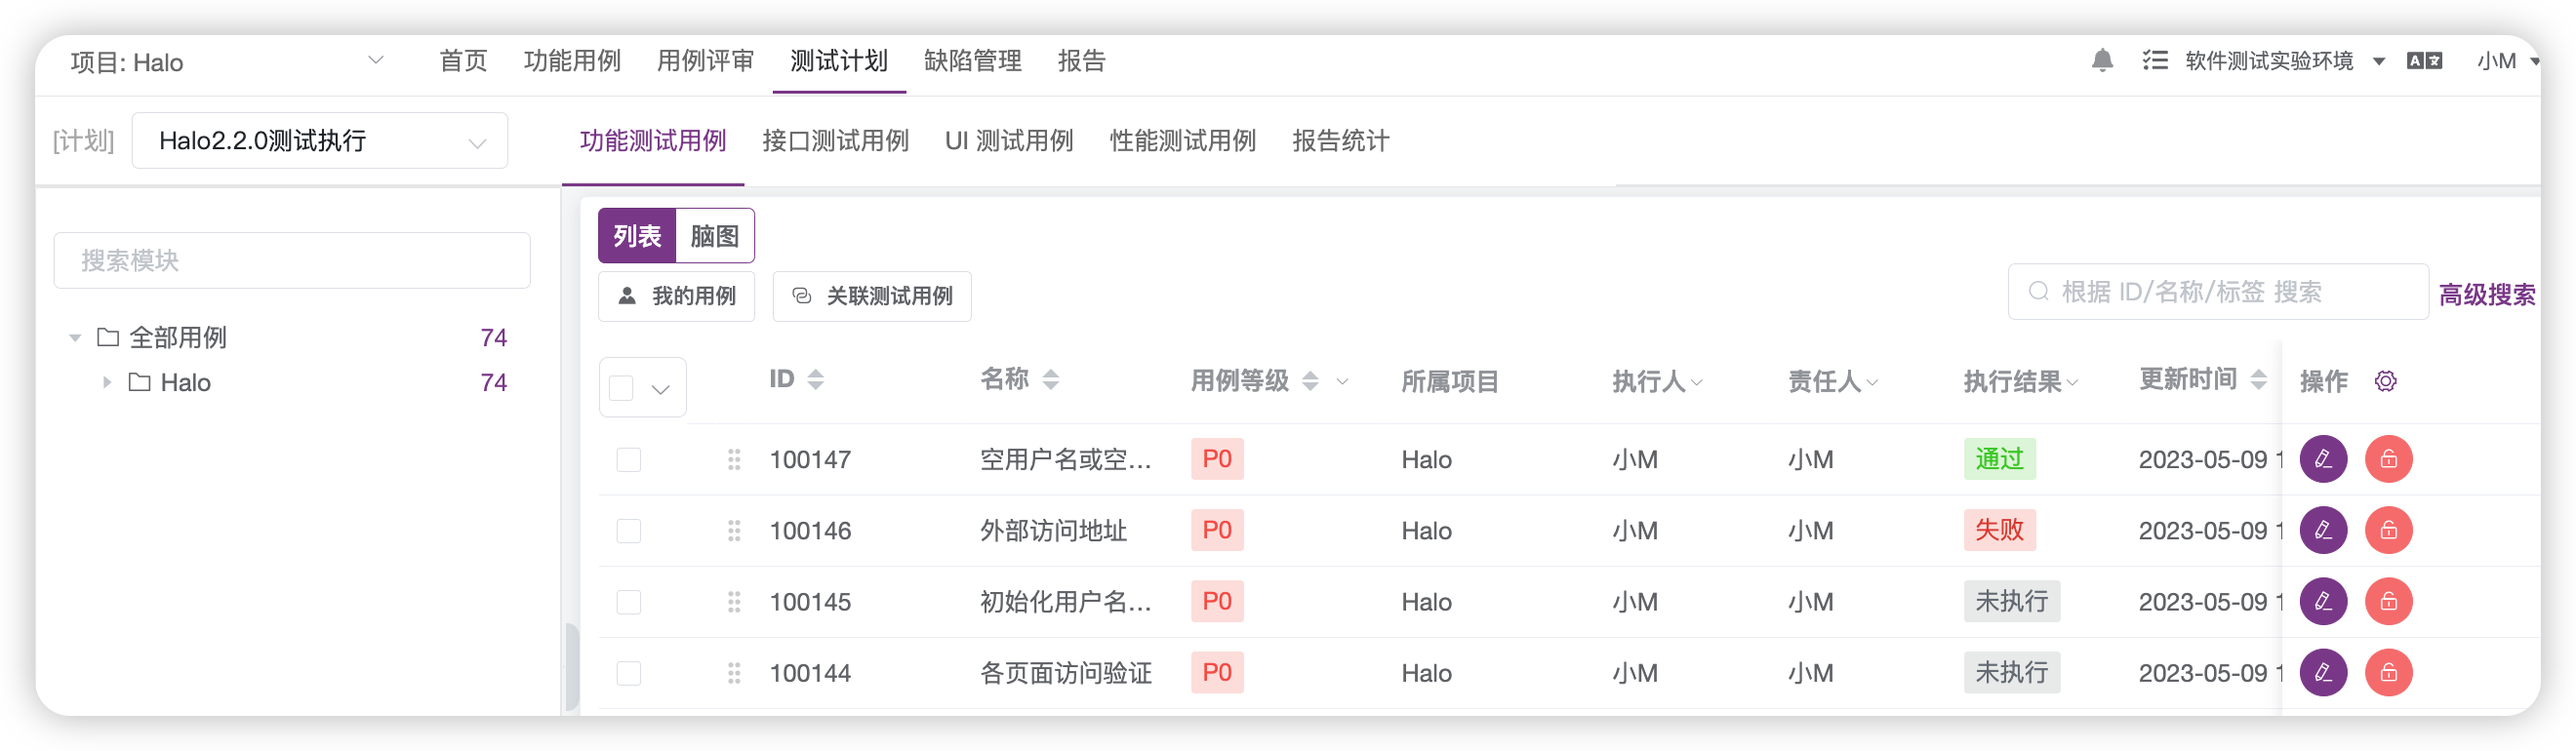 项目: Halo 首页 功能用例 用例评审 测试计划 缺陷管理 报告 软件测试实验环境 小M
[计划] Halo2.2.0测试执行 功能测试用例 接口测试用例 UI 测试用例 性能测试用例 报告统计
列表 脑图
搜索模块
我的用例 关联测试用例 根据 ID/名称/标签 搜索 高级搜索
全部用例 74
Halo 74
ID 名称 用例等级 所属项目 执行人 责任人 执行结果 更新时间 操作
100147 空用户名或空... P0 Halo 小M 小M 通过 2023-05-09 1
100146 外部访问地址 P0 Halo 小M 小M 失败 2023-05-09 1
100145 初始化用户名... P0 Halo 小M 小M 未执行 2023-05-09 1
100144 各页面访问验证 P0 Halo 小M 小M 未执行 2023-05-09 1